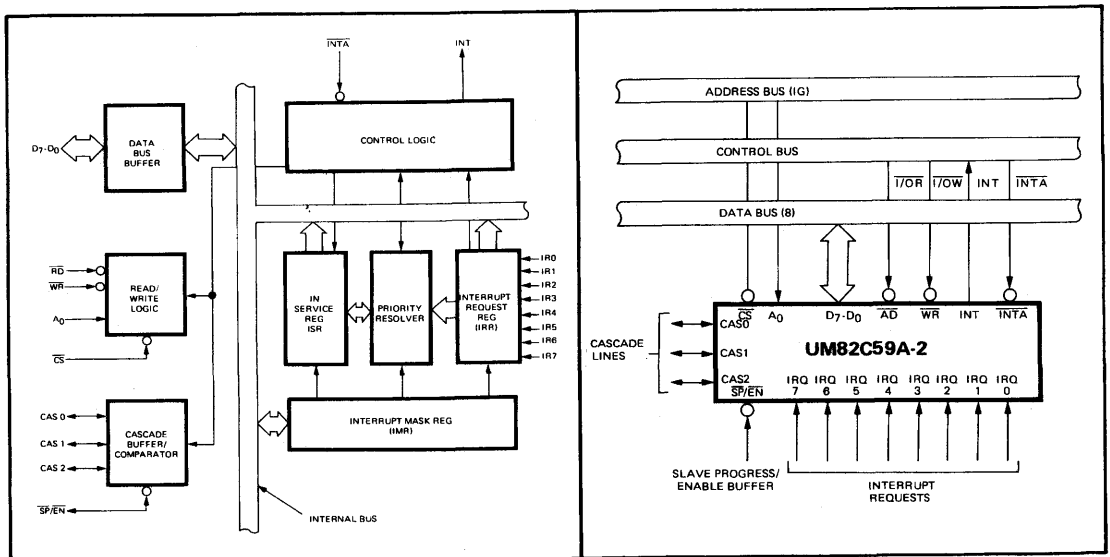 INTA
INT
DATA
BUS
BUFFER
D7-D0
CONTROL LOGIC
RD
WR
A0
CS
READ/
WRITE
LOGIC
IN
SERVICE
REG
ISR
PRIORITY
RESOLVER
INTERRUPT
REQUEST
REG
(IRR)
IR0
IR1
IR2
IR3
IR4
IR5
IR6
IR7
INTERRUPT MASK REG
(IMR)
CAS 0
CAS 1
CAS 2
SP/EN
CASCADE
BUFFER/
COMPARATOR
INTERNAL BUS
ADDRESS BUS (IG)
CONTROL BUS
I/OR I/OW INT INTA
DATA BUS (8)
CS A0 D7-D0 AD WR INT INTA
CASCADE
LINES
CAS0
CAS1
CAS2
SP/EN
UM82C59A-2
IRQ IRQ IRQ IRQ IRQ IRQ IRQ IRQ
7 6 5 4 3 2 1 0
SLAVE PROGRESS/
ENABLE BUFFER
INTERRUPT
REQUESTS